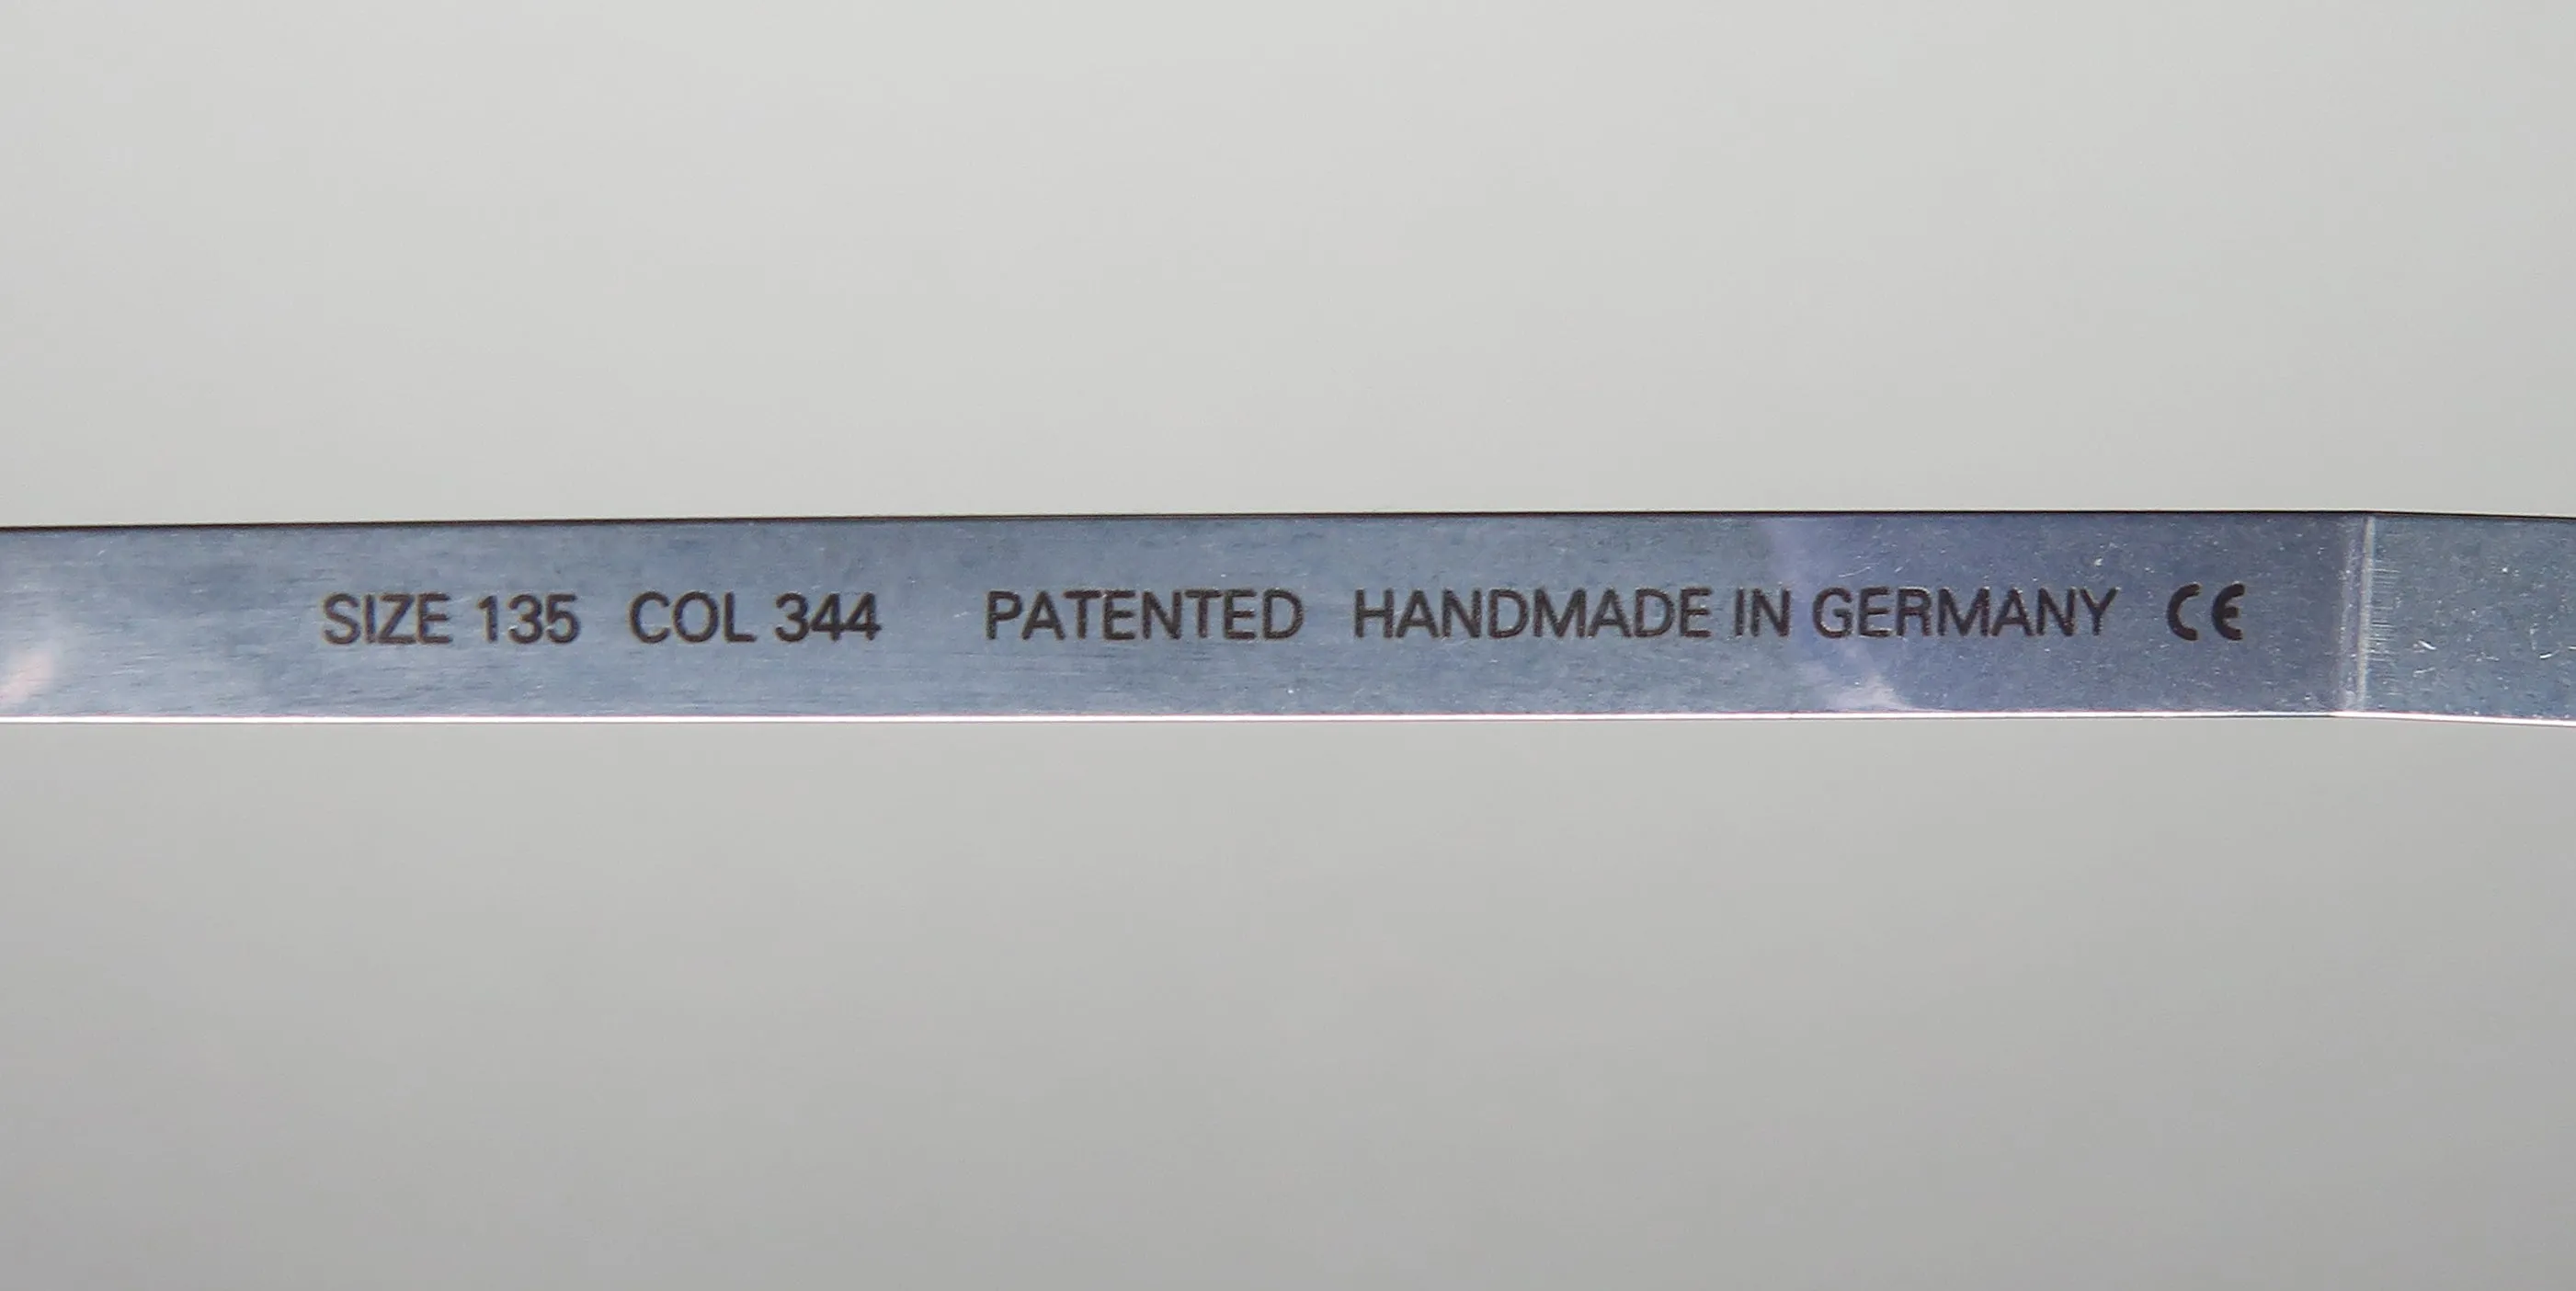 SIZE 135 COL 344 PATENTED HANDMADE IN GERMANY CE